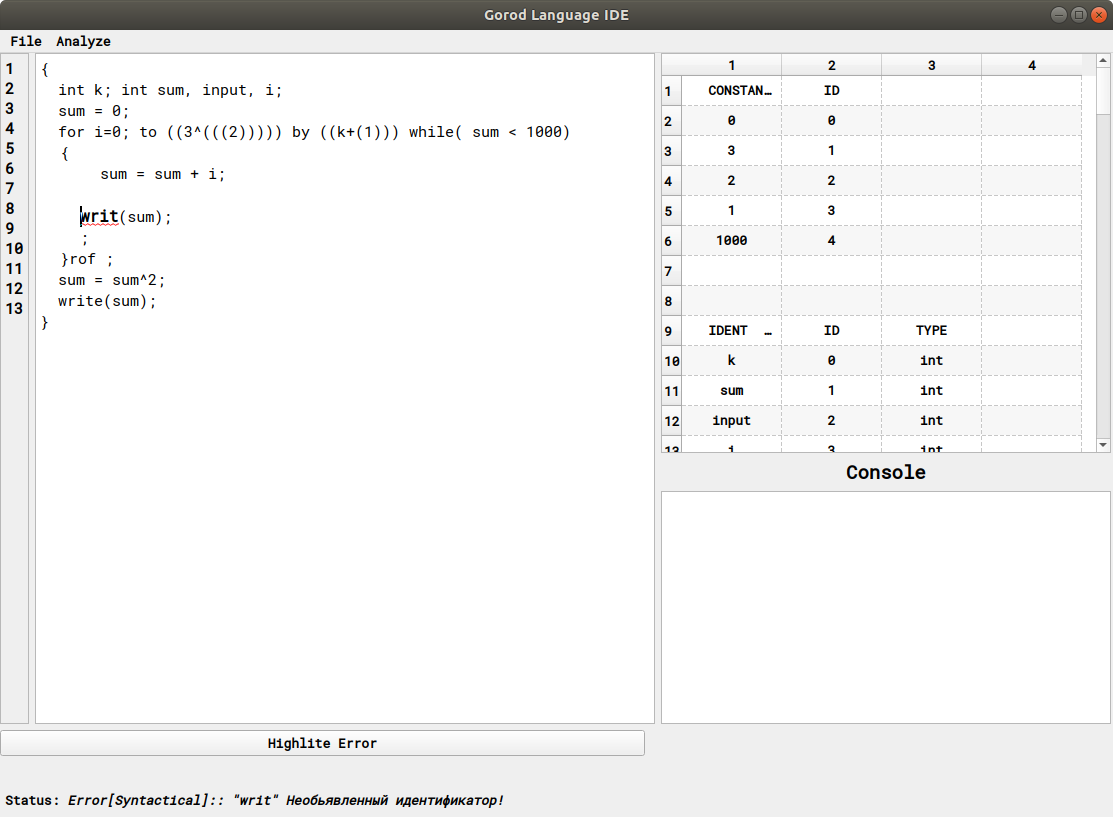 Gorod Language IDE
File Analyze
1 {
2 int k; int sum, input, i;
3 sum = 0;
4 for i=0; to ((3^(((2))))) by ((k+(1))) while( sum < 1000)
5 {
6 sum = sum + i;
7
8 writ(sum);
9 ;
10 }rof ;
11 sum = sum^2;
12 write(sum);
13 }
1 2 3 4
1 CONSTAN… ID
2 0 0
3 3 1
4 2 2
5 1 3
6 1000 4
7
8
9 IDENT … ID TYPE
10 k 0 int
11 sum 1 int
12 input 2 int
13 i 3 int
Console
Highlite Error
Status: Error[Syntactical]:: "writ" Необьявленный идентификатор!